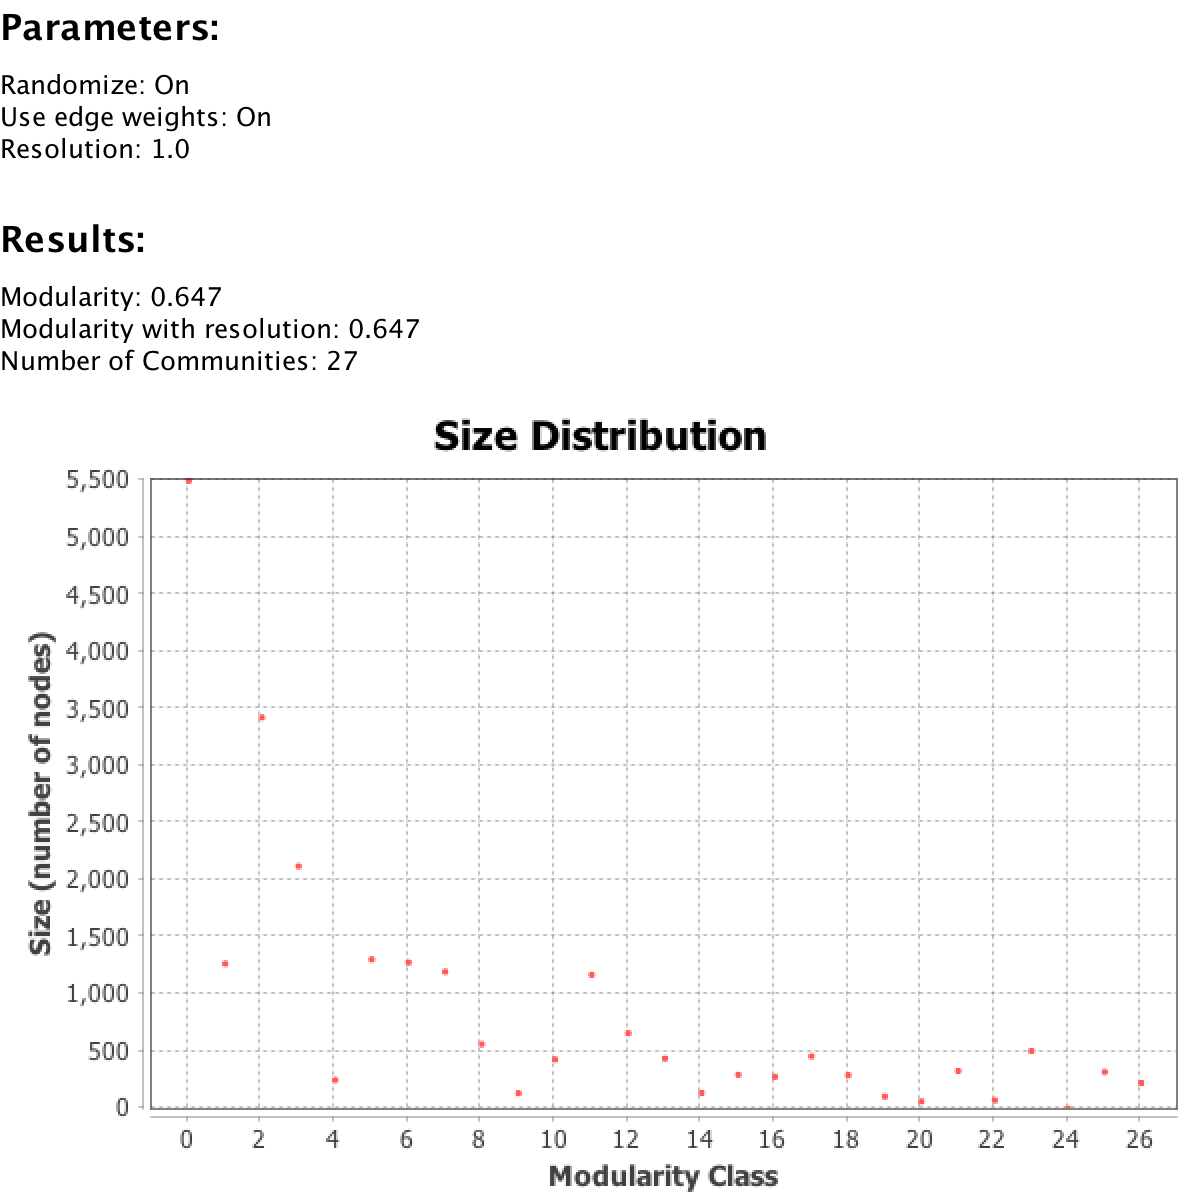 Parameters:
Randomize: On
Use edge weights: On
Resolution: 1.0
Results:
Modularity: 0.647
Modularity with resolution: 0.647
Number of Communities: 27
Size Distribution
5,500
5,000
4,500
4,000
3,500
3,000
2,500
2,000
1,500
1,000
500
0
Size (number of nodes)
0 2 4 6 8 10 12 14 16 18 20 22 24 26
Modularity Class